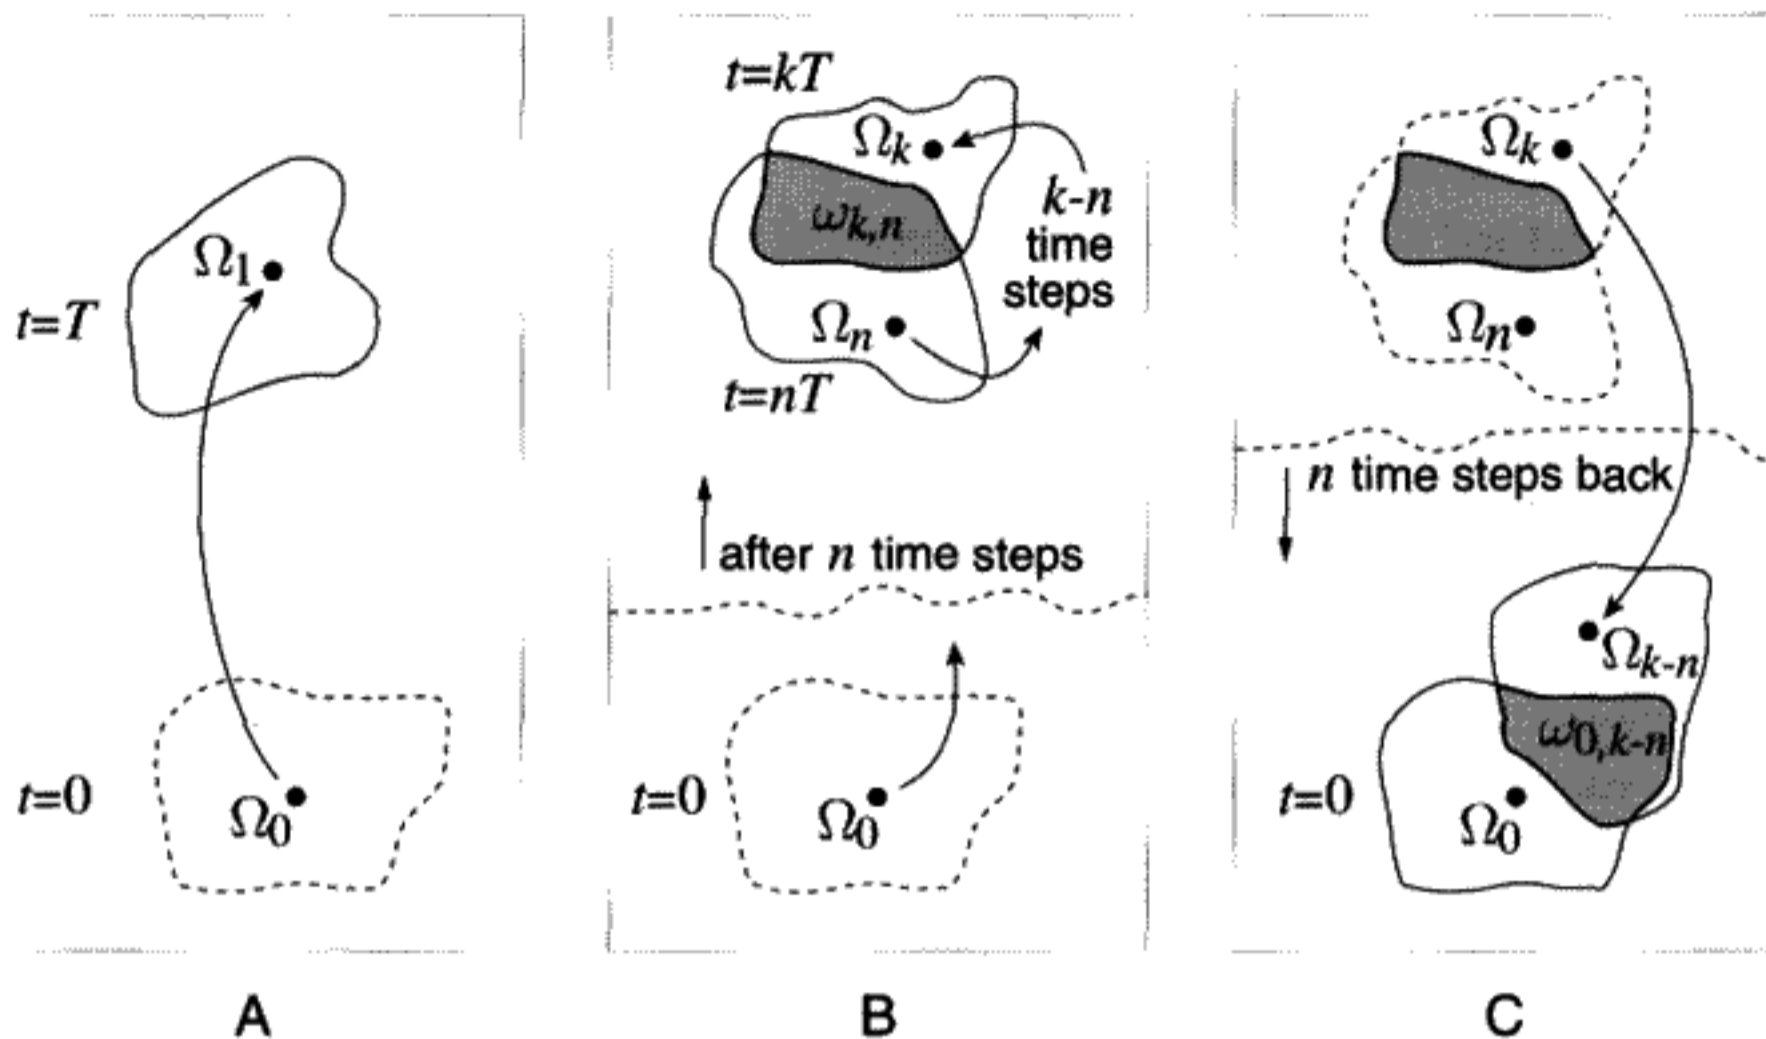 Ω₁
t=T
t=0
Ω₀
A
t=kT
Ωₖ
ωₖ,ₙ
k-n
time
steps
Ωₙ
t=nT
after n time steps
t=0
Ω₀
B
Ωₖ
Ωₙ
n time steps back
Ωₖ₋ₙ
ω₀,ₖ₋ₙ
t=0
Ω₀
C